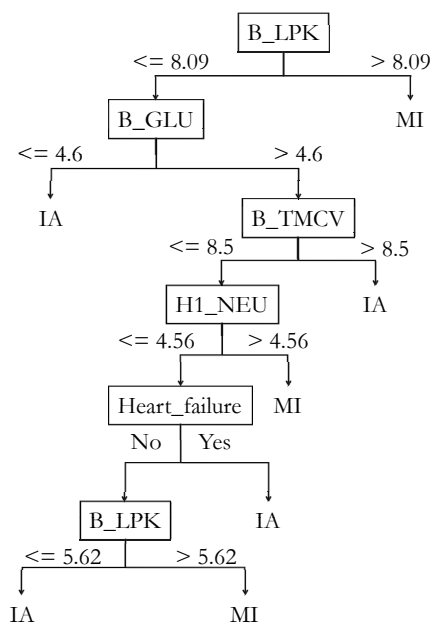 B_LPK
<= 8.09 > 8.09
B_GLU MI
<= 4.6 > 4.6
IA B_TMCV
<= 8.5 > 8.5
H1_NEU IA
<= 4.56 > 4.56
Heart_failure MI
No Yes
B_LPK IA
<= 5.62 > 5.62
IA MI